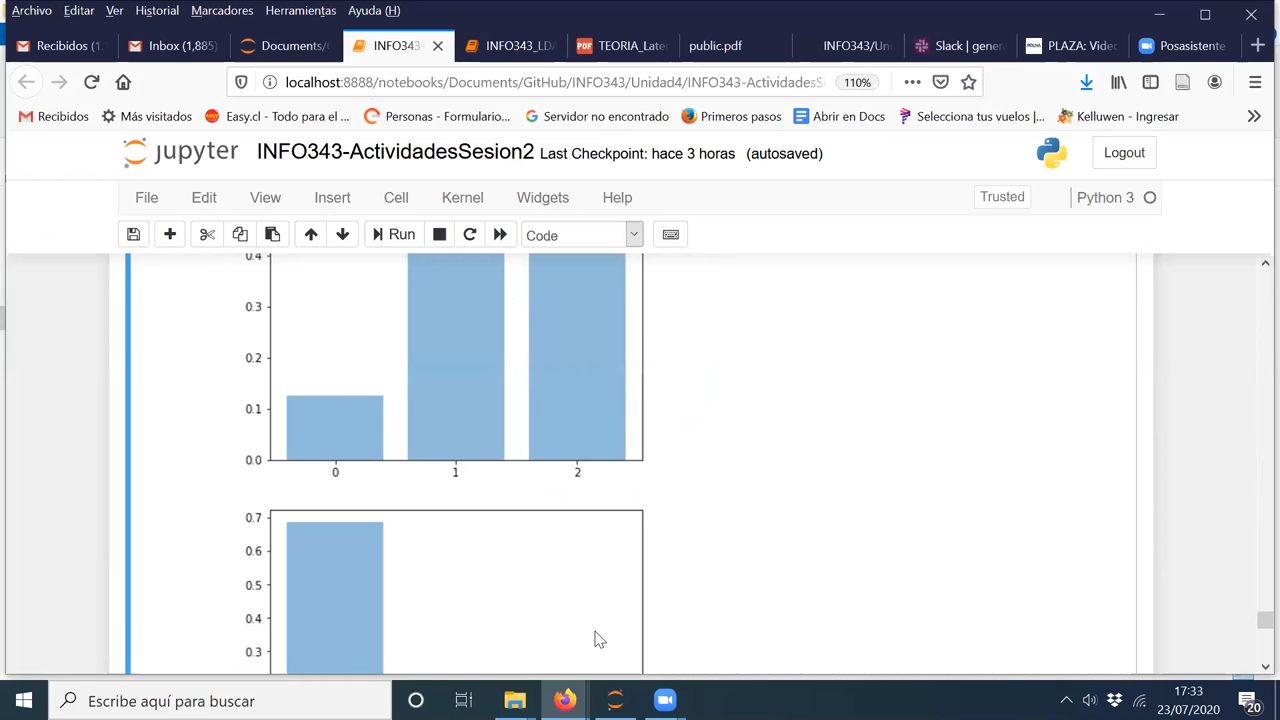 Archivo Editar Ver Historial Marcadores Herramientas Ayuda (H)
Recibidos (1, Inbox (1,885) Documents/ INFO343- INFO343_LD TEORIA_Late public.pdf INFO343/Un Slack | gener PLAZA: Vide Posasistente
localhost:8888/notebooks/Documents/GitHub/INFO343/Unidad4/INFO343-ActividadesS 110%
Recibidos Más visitados Easy.cl - Todo para el ... Personas - Formulario... Servidor no encontrado Primeros pasos Abrir en Docs Selecciona tus vuelos |... Kelluwen - Ingresar
jupyter INFO343-ActividadesSesion2 Last Checkpoint: hace 3 horas (autosaved) Logout
File Edit View Insert Cell Kernel Widgets Help Trusted Python 3
Run Code
0.4
0.3
0.2
0.1
0.0
0 1 2
0.7
0.6
0.5
0.4
0.3
Escribe aquí para buscar 17:33
23/07/2020 20